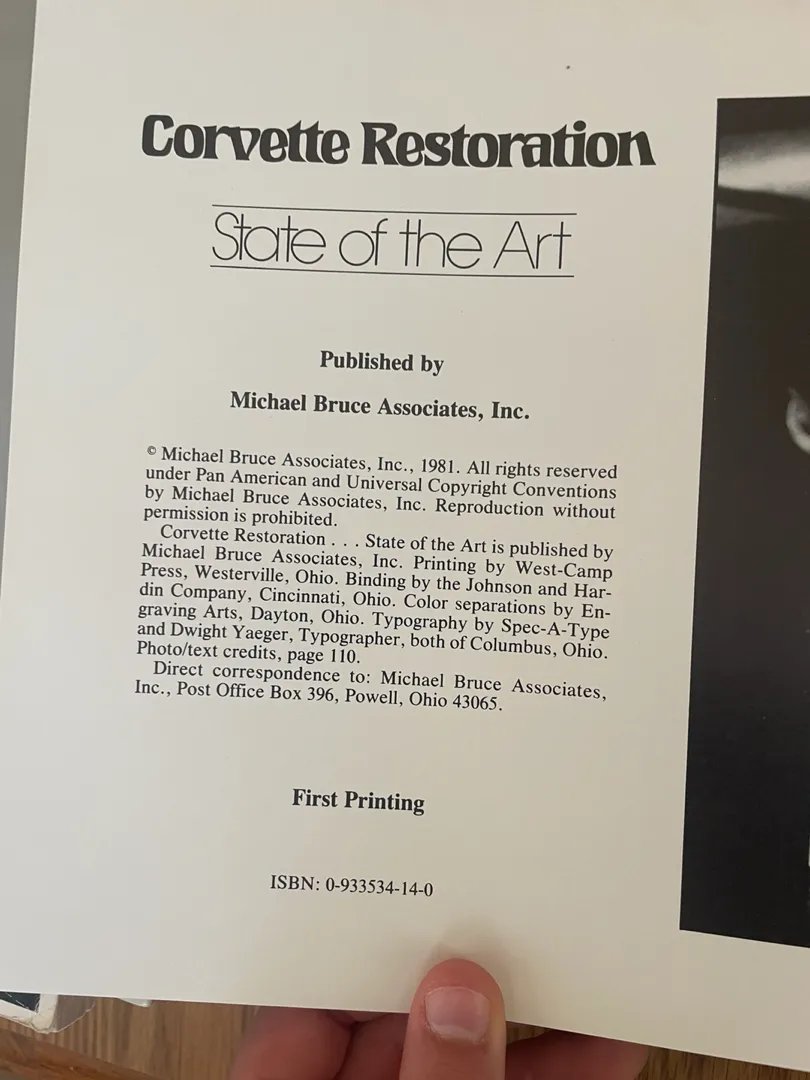 Corvette Restoration
State of the Art
Published by
Michael Bruce Associates, Inc.
© Michael Bruce Associates, Inc., 1981. All rights reserved
under Pan American and Universal Copyright Conventions
by Michael Bruce Associates, Inc. Reproduction without
permission is prohibited.
Corvette Restoration . . . State of the Art is published by
Michael Bruce Associates, Inc. Printing by West-Camp
Press, Westerville, Ohio. Binding by the Johnson and Har-
din Company, Cincinnati, Ohio. Color separations by En-
graving Arts, Dayton, Ohio. Typography by Spec-A-Type
and Dwight Yaeger, Typographer, both of Columbus, Ohio.
Photo/text credits, page 110.
Direct correspondence to: Michael Bruce Associates,
Inc., Post Office Box 396, Powell, Ohio 43065.
First Printing
ISBN: 0-933534-14-0